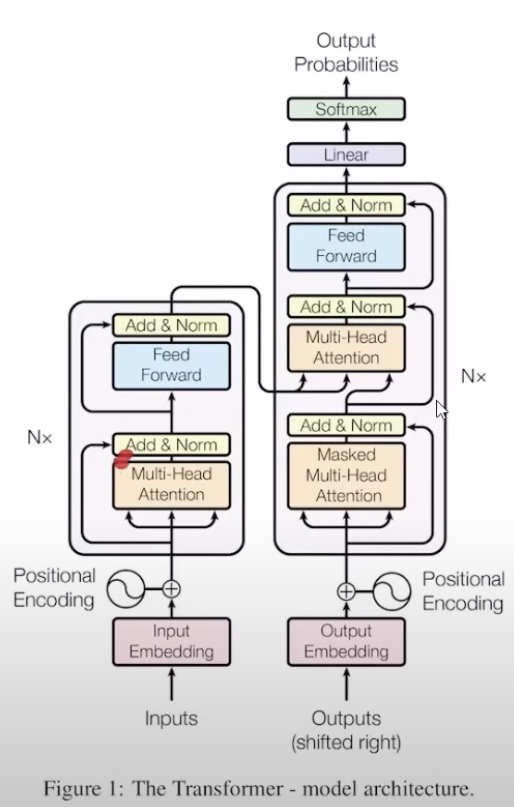 Output
Probabilities
Softmax
Linear
Add & Norm
Feed
Forward
Add & Norm
Multi-Head
Attention
Add & Norm
Masked
Multi-Head
Attention
Nx
Add & Norm
Feed
Forward
Add & Norm
Multi-Head
Attention
N×
Positional
Encoding
Positional
Encoding
Input
Embedding
Output
Embedding
Inputs
Outputs
(shifted right)
Figure 1: The Transformer - model architecture.